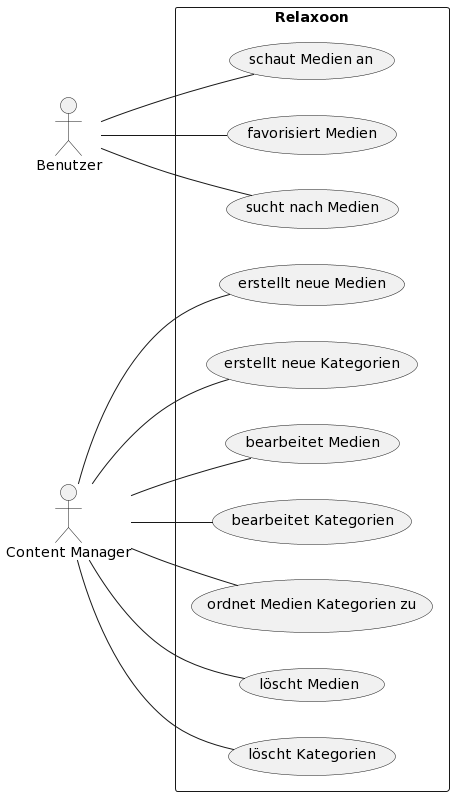 Relaxoon
schaut Medien an
favorisiert Medien
Benutzer
sucht nach Medien
erstellt neue Medien
erstellt neue Kategorien
bearbeitet Medien
bearbeitet Kategorien
Content Manager
ordnet Medien Kategorien zu
löscht Medien
löscht Kategorien